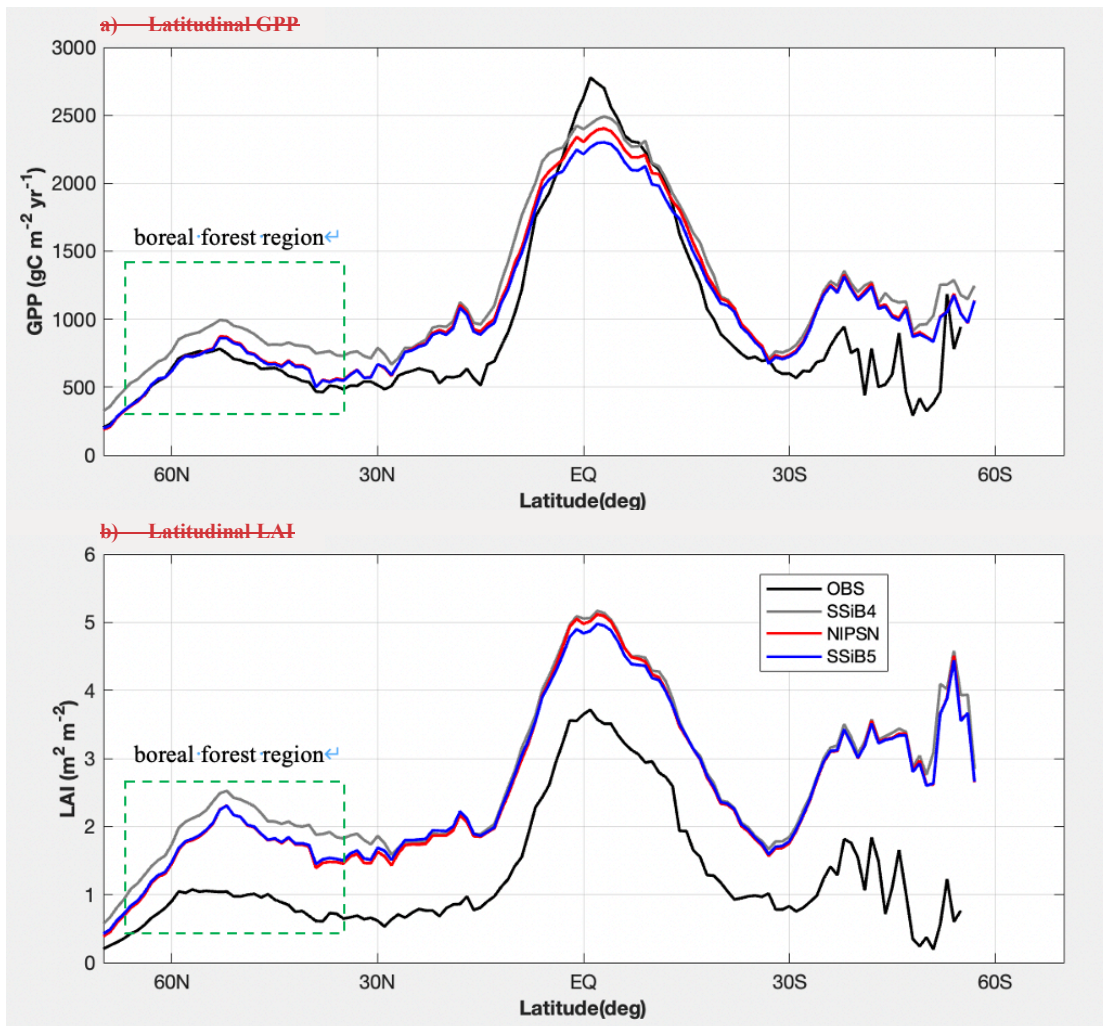 a) Latitudinal GPP
3000
2500
2000
1500
1000
500
0
GPP (gC m⁻² yr⁻¹)
boreal forest region↵
60N 30N EQ 30S 60S
Latitude(deg)
b) Latitudinal LAI
6
5
4
3
2
1
0
LAI (m² m⁻²)
OBS
SSiB4
NIPSN
SSiB5
boreal forest region↵
60N 30N EQ 30S 60S
Latitude(deg)